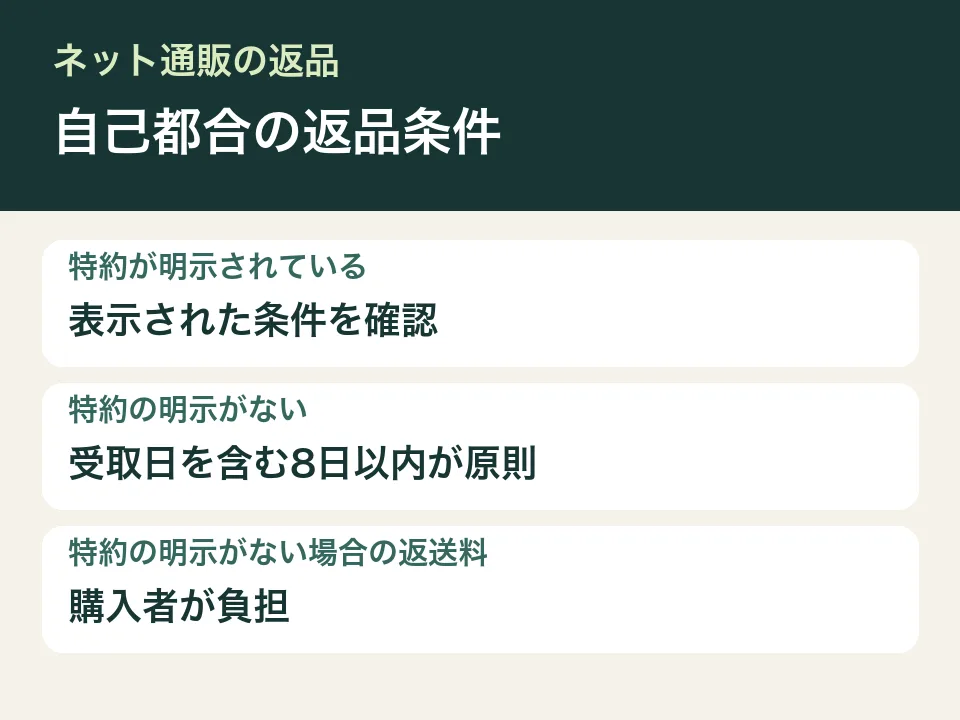 ネット通販の返品
自己都合の返品条件
特約が明示されている
表示された条件を確認
特約の明示がない
受取日を含む8日以内が原則
特約の明示がない場合の返送料
購入者が負担